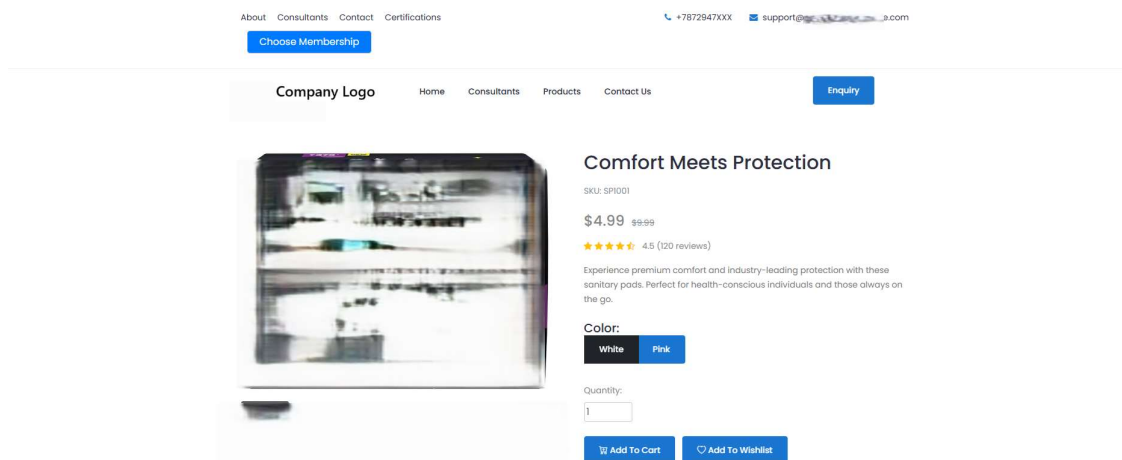 About Consultants Contact Certifications +7872947XXX support@ e.com
Choose Membership
Company Logo Home Consultants Products Contact Us Enquiry
Comfort Meets Protection
SKU: SP1001
$4.99 $9.99
4.5 (120 reviews)
Experience premium comfort and industry-leading protection with these
sanitary pads. Perfect for health-conscious individuals and those always on
the go.
Color:
White Pink
Quantity:
1
Add To Cart Add To Wishlist